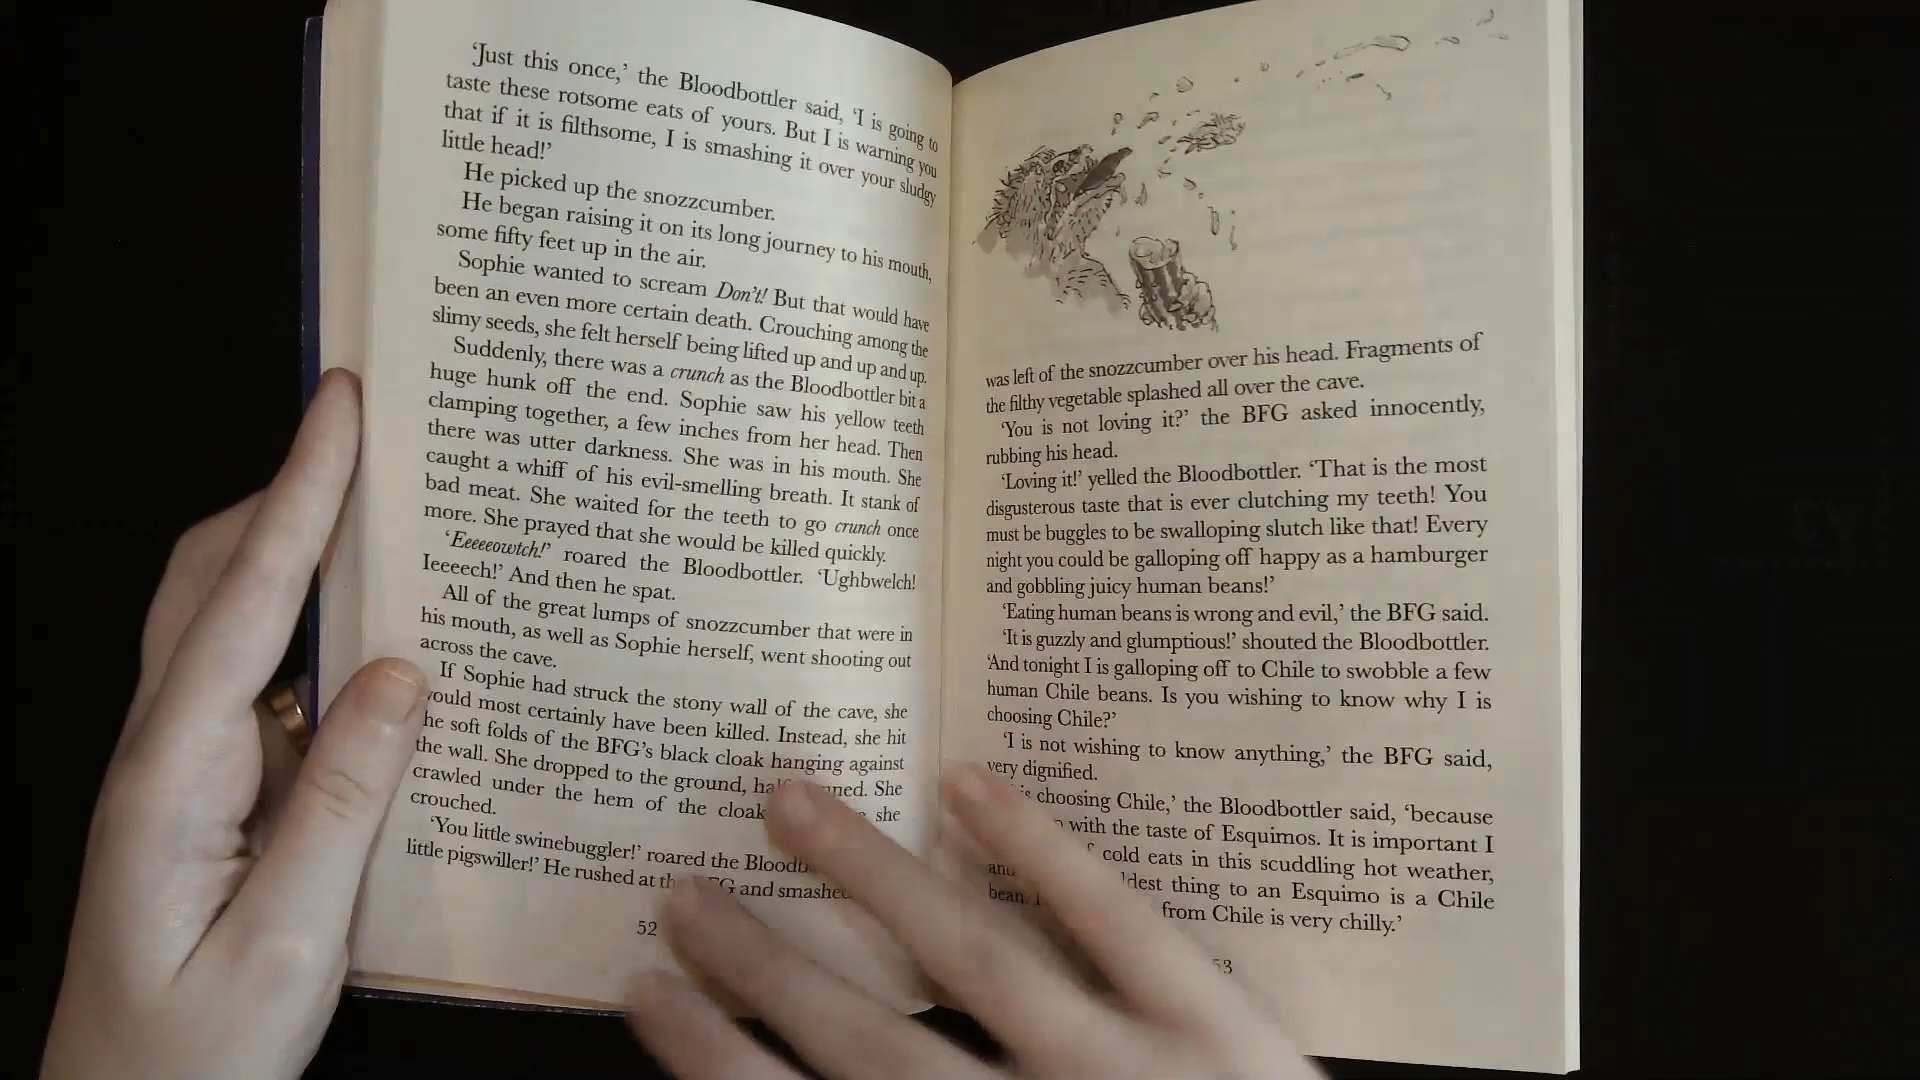 ‘Just this once,’ the Bloodbottler said, ‘I is going to
taste these rotsome eats of yours. But I is warning you
that if it is filthsome, I is smashing it over your sludgy
little head!’
He picked up the snozzcumber.
He began raising it on its long journey to his mouth,
some fifty feet up in the air.
Sophie wanted to scream Don't! But that would have
been an even more certain death. Crouching among the
slimy seeds, she felt herself being lifted up and up and up.
Suddenly, there was a crunch as the Bloodbottler bit a
huge hunk off the end. Sophie saw his yellow teeth
clamping together, a few inches from her head. Then
there was utter darkness. She was in his mouth. She
caught a whiff of his evil-smelling breath. It stank of
bad meat. She waited for the teeth to go crunch once
more. She prayed that she would be killed quickly.
‘Eeeeeowtch!’ roared the Bloodbottler. ‘Ughbwelch!
Ieeeech!’ And then he spat.
All of the great lumps of snozzcumber that were in
his mouth, as well as Sophie herself, went shooting out
across the cave.
If Sophie had struck the stony wall of the cave, she
would most certainly have been killed. Instead, she hit
the soft folds of the BFG's black cloak hanging against
the wall. She dropped to the ground, She
crawled under the hem of the cloak she
crouched.
‘You little swinebuggler!’ roared the
little pigswiller!’ He rushed at and smashed
52
was left of the snozzcumber over his head. Fragments of
the filthy vegetable splashed all over the cave.
‘You is not loving it?’ the BFG asked innocently,
rubbing his head.
‘Loving it!’ yelled the Bloodbottler. ‘That is the most
disgusterous taste that is ever clutching my teeth! You
must be buggles to be swalloping slutch like that! Every
night you could be galloping off happy as a hamburger
and gobbling juicy human beans!’
‘Eating human beans is wrong and evil,’ the BFG said.
‘It is guzzly and glumptious!’ shouted the Bloodbottler.
‘And tonight I is galloping off to Chile to swobble a few
human Chile beans. Is you wishing to know why I is
choosing Chile?’
‘I is not wishing to know anything,’ the BFG said,
very dignified.
is choosing Chile,’ the Bloodbottler said, ‘because
with the taste of Esquimos. It is important I
cold eats in this scuddling hot weather,
and thing to an Esquimo is a Chile
bean. from Chile is very chilly.’
53